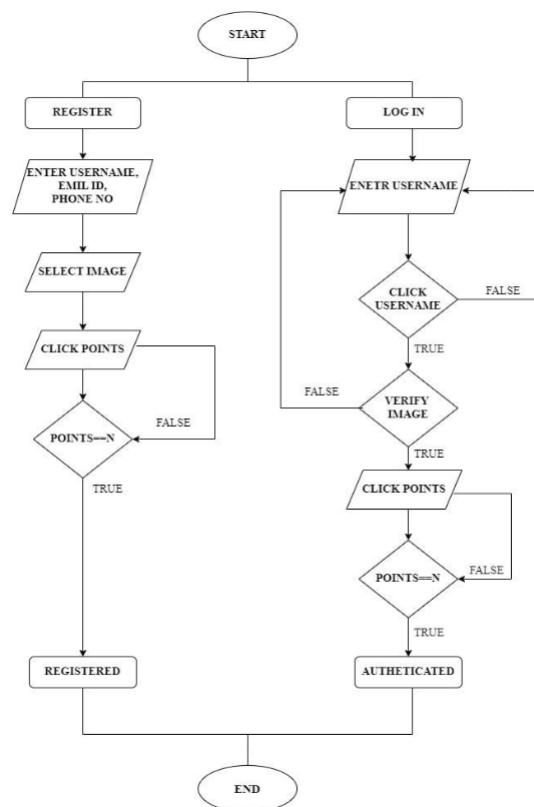 START
REGISTER
ENTER USERNAME,
EMIL ID,
PHONE NO
SELECT IMAGE
CLICK POINTS
FALSE
POINTS==N
TRUE
REGISTERED
LOG IN
ENETR USERNAME
CLICK
USERNAME
FALSE
TRUE
FALSE
VERIFY
IMAGE
TRUE
CLICK POINTS
FALSE
POINTS==N
TRUE
AUTHETICATED
END